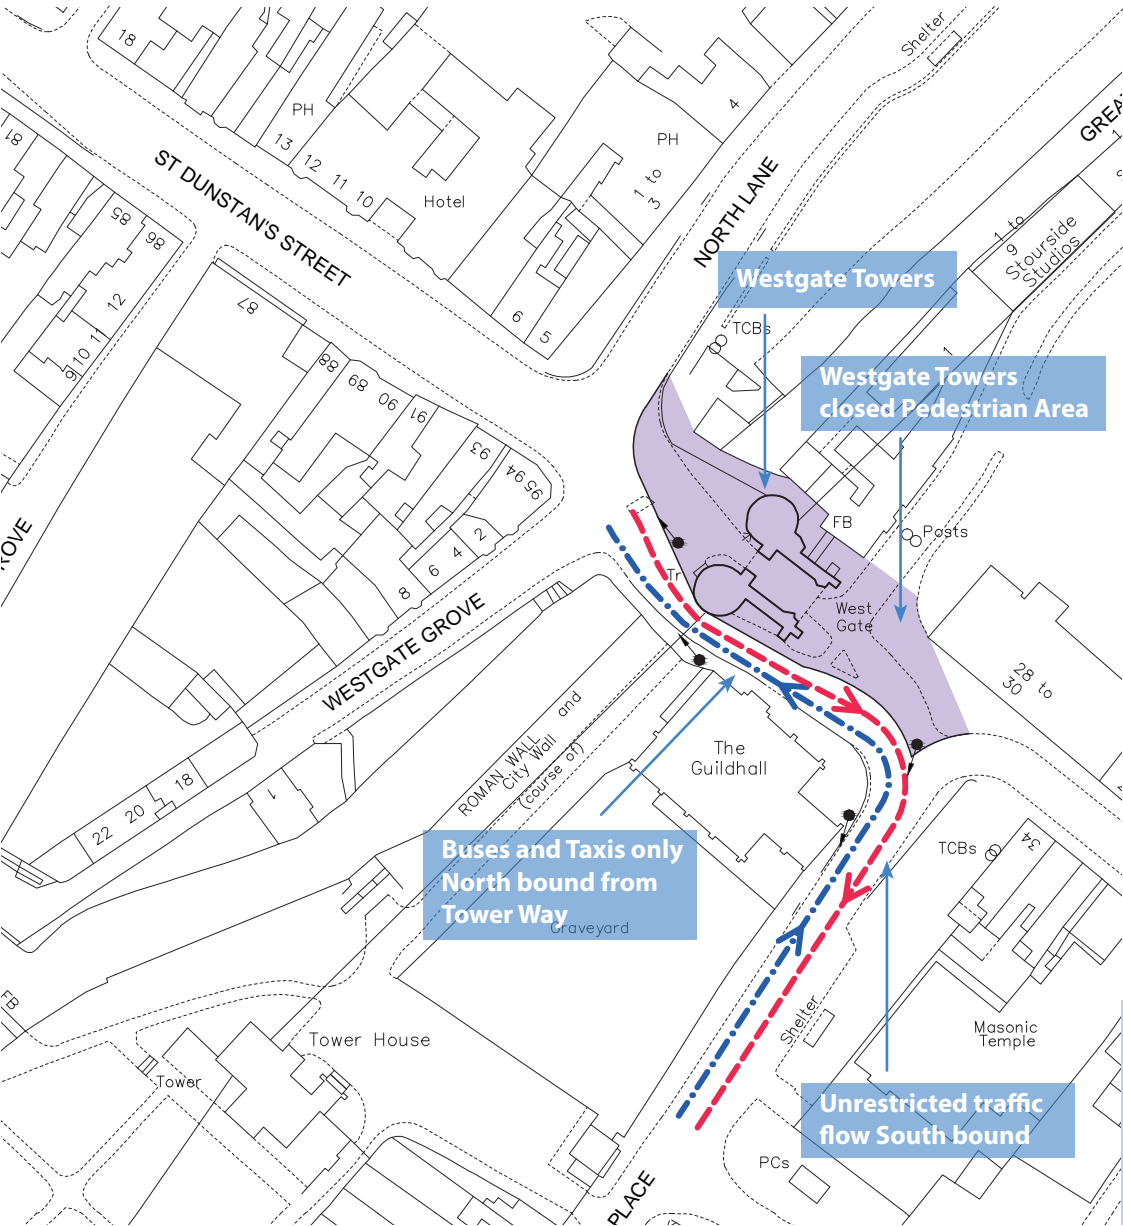 18
Shelter
GREA
PH
4
81
13
PH
12
ST DUNSTAN'S STREET
11
1 to
3
10
Hotel
NORTH LANE
85
86
1 to
9
Stourside
Studios
Westgate Towers
12
87
6
5
TCBs
11
10
9
88
89
90
91
1
Westgate Towers
closed Pedestrian Area
93
94
95
FB
Posts
2
4
6
8
Tr
West
Gate
ROVE
WESTGATE GROVE
28 to
30
ROMAN WALL and
City Wall
(course of)
The
Guildhall
18
20
22
1
34
TCBs
Buses and Taxis only
North bound from
Tower Way
Graveyard
FB
Shelter
Tower House
Masonic
Temple
Tower
Unrestricted traffic
flow South bound
PCs
PLACE